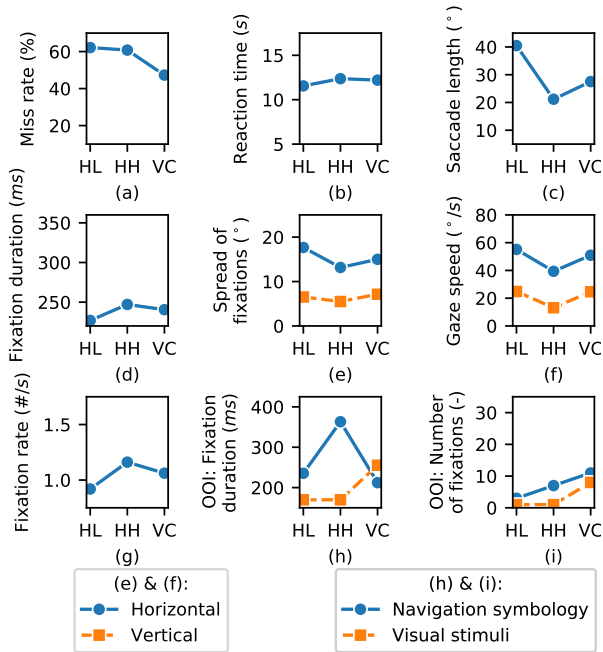 Miss rate (%)
60
40
20
HL HH VC
(a)
Reaction time (s)
15
10
5
HL HH VC
(b)
Saccade length (°)
40
30
20
10
HL HH VC
(c)
Fixation duration (ms)
350
300
250
HL HH VC
(d)
Spread of
fixations (°)
20
10
0
HL HH VC
(e)
Gaze speed (°/s)
80
60
40
20
0
HL HH VC
(f)
Fixation rate (#/s)
1.5
1.0
HL HH VC
(g)
OOI: Fixation
duration (ms)
400
300
200
HL HH VC
(h)
OOI: Number
of fixations (-)
30
20
10
0
HL HH VC
(i)
(e) & (f):
Horizontal
Vertical
(h) & (i):
Navigation symbology
Visual stimuli